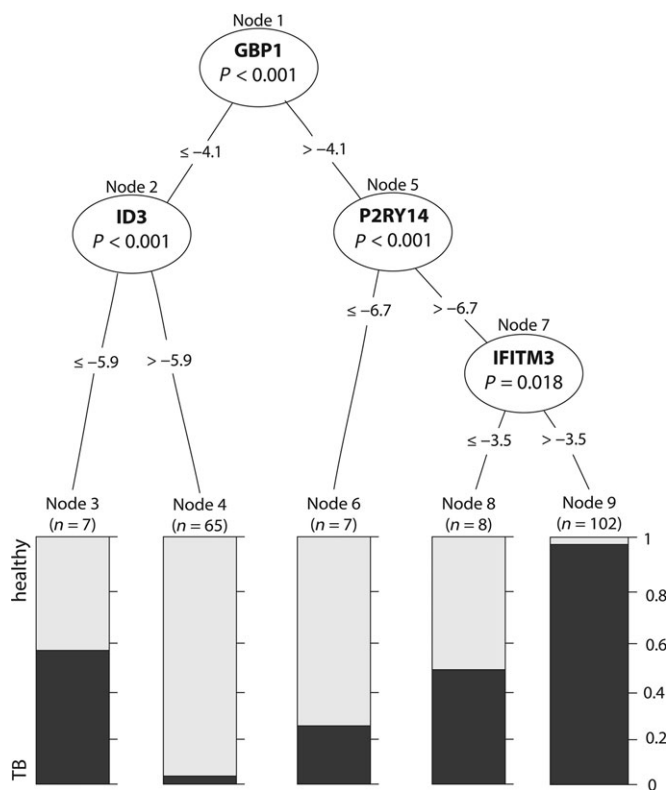 Node 1
GBP1
P < 0.001
≤ −4.1
> −4.1
Node 2
ID3
P < 0.001
Node 5
P2RY14
P < 0.001
≤ −5.9
> −5.9
≤ −6.7
> −6.7
Node 7
IFITM3
P = 0.018
≤ −3.5
> −3.5
Node 3
(n = 7)
Node 4
(n = 65)
Node 6
(n = 7)
Node 8
(n = 8)
Node 9
(n = 102)
healthy
TB
1
0.8
0.6
0.4
0.2
0